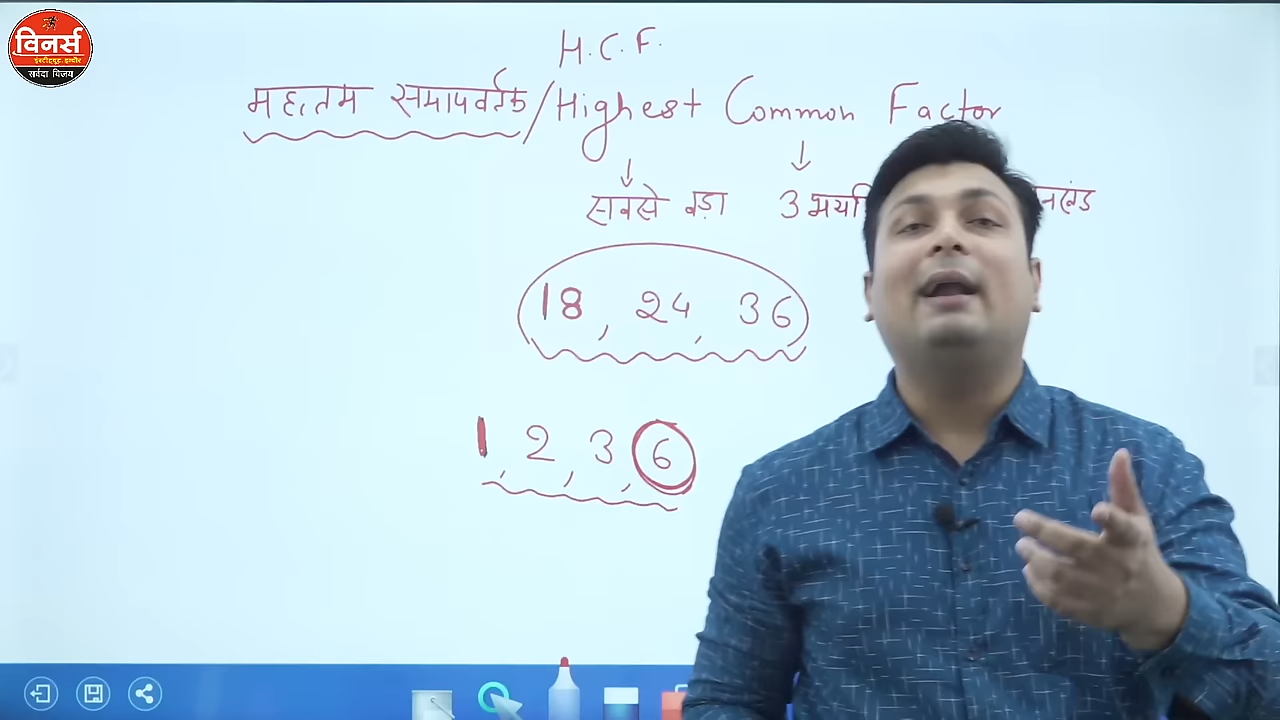 विनर्स
इंस्टीट्यूट, इन्दौर
सर्वदा विजय
H.C.F.
महत्तम समापवर्तक/Highest Common Factor
↓ ↓
सबसे बड़ा
18, 24, 36
1, 2, 3, 6